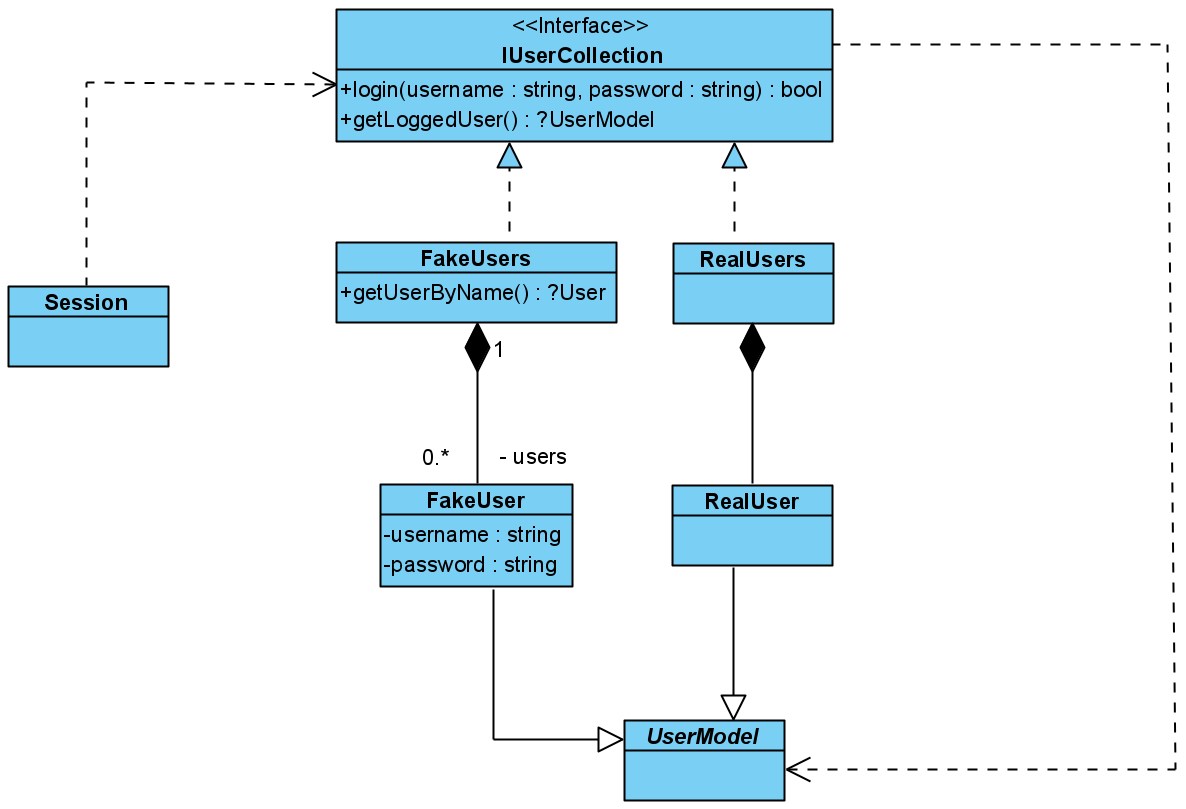 <<Interface>>
IUserCollection
+login(username : string, password : string) : bool
+getLoggedUser() : ?UserModel
FakeUsers
+getUserByName() : ?User
RealUsers
Session
1
0.*
- users
FakeUser
-username : string
-password : string
RealUser
UserModel